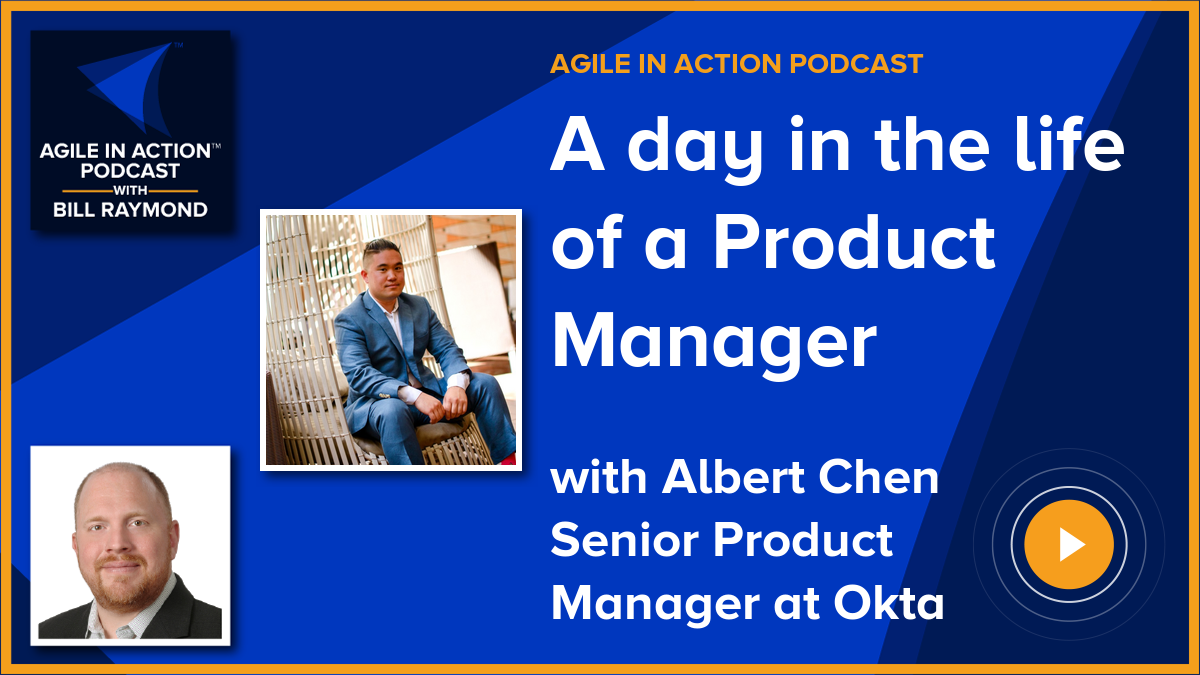 AGILE IN ACTION™
PODCAST
WITH
BILL RAYMOND
AGILE IN ACTION PODCAST
A day in the life
of a Product
Manager
with Albert Chen
Senior Product
Manager at Okta
TM